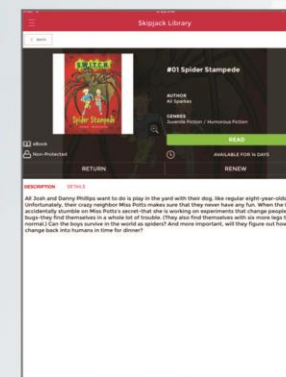 Skipjack Library
< BACK
S.W.I.T.C.H
Spider Stampede
#01 Spider Stampede
AUTHOR
Ali Sparkes
GENRES
Juvenile Fiction / Humorous Fiction
eBook
READ
Non-Protected
AVAILABLE FOR 14 DAYS
RETURN
RENEW
DESCRIPTION DETAILS
All Josh and Danny Phillips want to do is play in the yard with their dog, like regular eight-year-olds
Unfortunately, their crazy neighbor Miss Potts makes sure that they never have any fun. When the
accidentally stumble on Miss Potts's secret-that she is working on experiments that change people
bugs-they find themselves in a whole lot of trouble. (They also find themselves with six more legs
normal.) Can the boys survive in the world as spiders? And more important, will they figure out how
change back into humans in time for dinner?